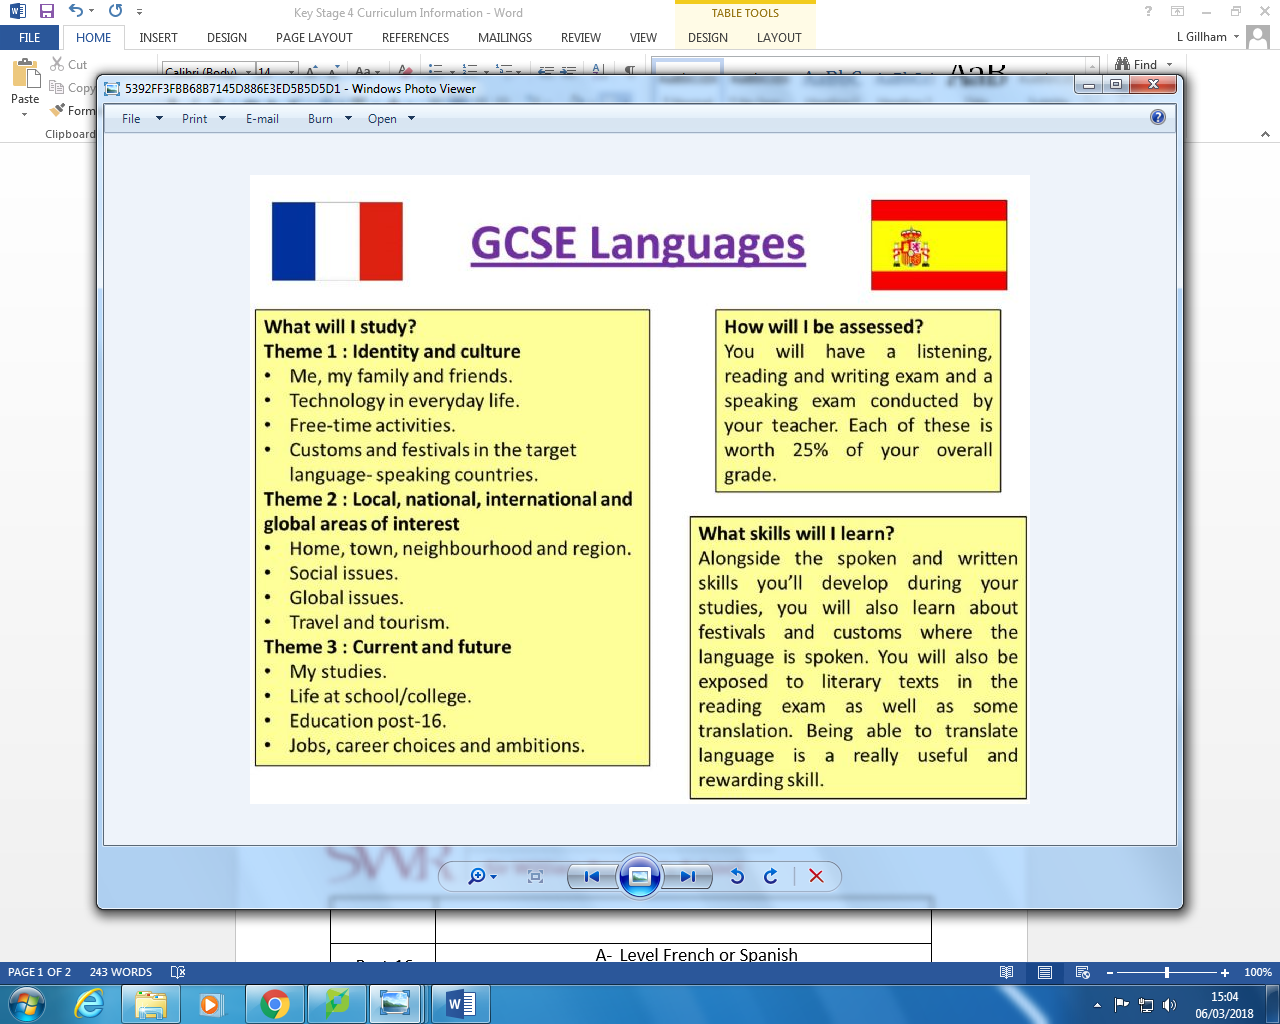 Key Stage 4 Curriculum Information - Word
TABLE TOOLS
FILE
HOME
INSERT
DESIGN
PAGE LAYOUT
REFERENCES
MAILINGS
REVIEW
VIEW
DESIGN
LAYOUT
L Gillham
Cut
Copy
Paste
Clipboard
Calibri (Body)
14
Find
5392FF3FBB68B7145D886E3ED5B5D5D1 - Windows Photo Viewer
File
Print
E-mail
Burn
Open
GCSE Languages
What will I study?
Theme 1 : Identity and culture
• Me, my family and friends.
• Technology in everyday life.
• Free-time activities.
• Customs and festivals in the target
language- speaking countries.
Theme 2 : Local, national, international and
global areas of interest
• Home, town, neighbourhood and region.
• Social issues.
• Global issues.
• Travel and tourism.
Theme 3 : Current and future
• My studies.
• Life at school/college.
• Education post-16.
• Jobs, career choices and ambitions.
How will I be assessed?
You will have a listening,
reading and writing exam and a
speaking exam conducted by
your teacher. Each of these is
worth 25% of your overall
grade.
What skills will I learn?
Alongside the spoken and written
skills you'll develop during your
studies, you will also learn about
festivals and customs where the
language is spoken. You will also be
exposed to literary texts in the
reading exam as well as some
translation. Being able to translate
language is a really useful and
rewarding skill.
A- Level French or Spanish
PAGE 1 OF 2
243 WORDS
100%
15:04
06/03/2018